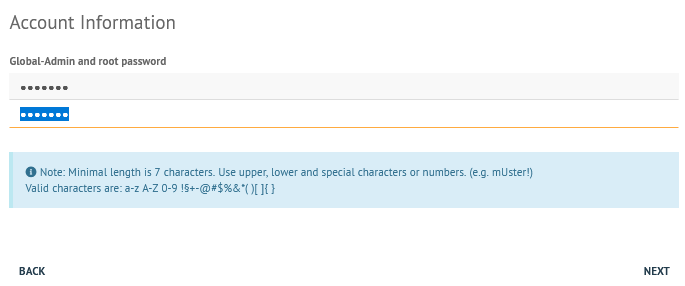 Account Information
Global-Admin and root password
•••••••
•••••••
Note: Minimal length is 7 characters. Use upper, lower and special characters or numbers. (e.g. mUster!)
Valid characters are: a-z A-Z 0-9 !§+-@#$%&*( )[ ]{ }
BACK
NEXT